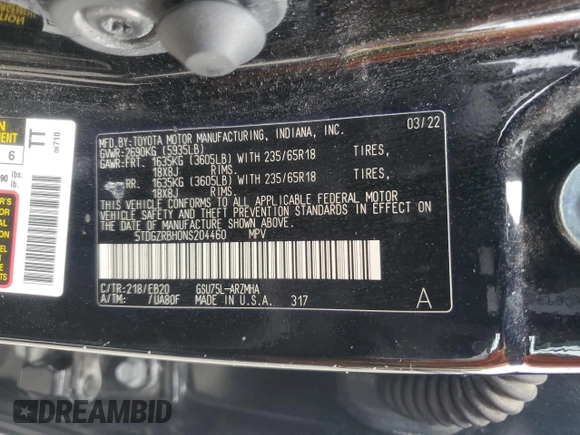 MFD.BY:TOYOTA MOTOR MANUFACTURING, INDIANA, INC. 03/22
GVWR:2690KG (5935LB)
GAWR:FRT. 1635KG (3605LB) WITH 235/65R18 TIRES,
18X8J RIMS.
RR. 1635KG (3605LB) WITH 235/65R18 TIRES,
18X8J RIMS.
THIS VEHICLE CONFORMS TO ALL APPLICABLE FEDERAL MOTOR
VEHICLE SAFETY AND THEFT PREVENTION STANDARDS IN EFFECT
ON THE DATE OF MANUFACTURE SHOWN ABOVE.
5TDGZRBH0NS204460 MPV
C/TR:218/EB20 GSU75L-ARZMHA
A/TM: /UA80F MADE IN U.S.A. 317 A
TT
6
lbs.
lb.
DREAMBID